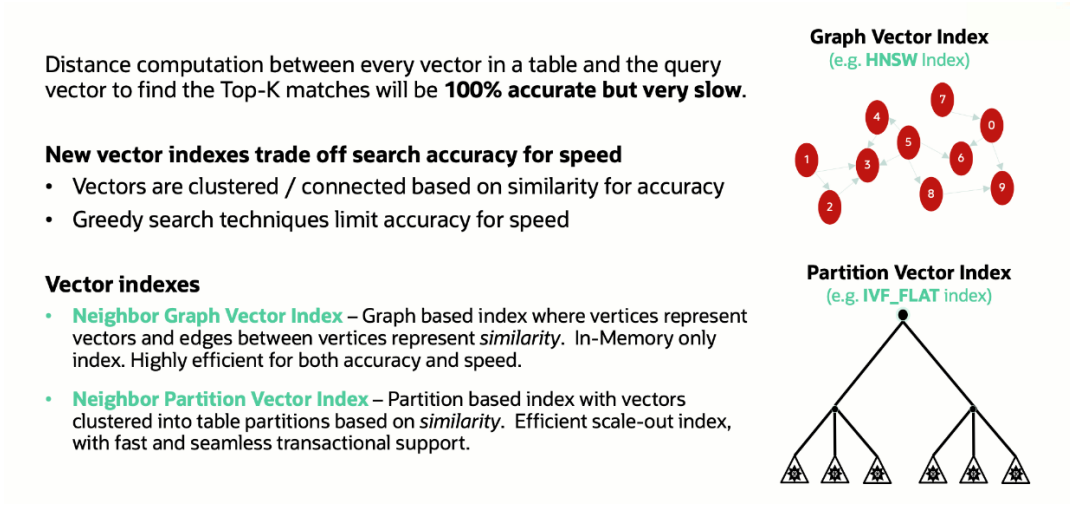 Distance computation between every vector in a table and the query
vector to find the Top-K matches will be 100% accurate but very slow.
New vector indexes trade off search accuracy for speed
• Vectors are clustered / connected based on similarity for accuracy
• Greedy search techniques limit accuracy for speed
Vector indexes
• Neighbor Graph Vector Index – Graph based index where vertices represent
vectors and edges between vertices represent similarity. In-Memory only
index. Highly efficient for both accuracy and speed.
• Neighbor Partition Vector Index – Partition based index with vectors
clustered into table partitions based on similarity. Efficient scale-out index,
with fast and seamless transactional support.
Graph Vector Index
(e.g. HNSW Index)
7
4
0
5
1
3
6
8
9
2
Partition Vector Index
(e.g. IVF_FLAT index)